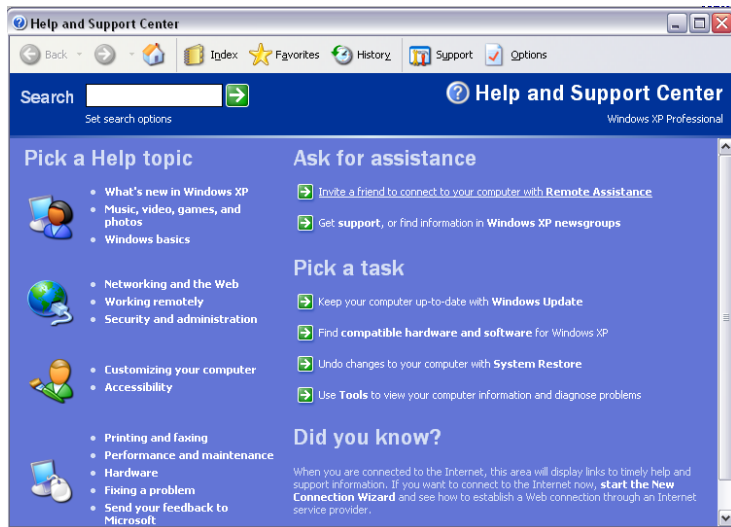 Help and Support Center
Back
Index
Favorites
History
Support
Options
Search
Set search options
Help and Support Center
Windows XP Professional
Pick a Help topic
What's new in Windows XP
Music, video, games, and
photos
Windows basics
Networking and the Web
Working remotely
Security and administration
Customizing your computer
Accessibility
Printing and faxing
Performance and maintenance
Hardware
Fixing a problem
Send your feedback to
Microsoft
Ask for assistance
Invite a friend to connect to your computer with Remote Assistance
Get support, or find information in Windows XP newsgroups
Pick a task
Keep your computer up-to-date with Windows Update
Find compatible hardware and software for Windows XP
Undo changes to your computer with System Restore
Use Tools to view your computer information and diagnose problems
Did you know?
When you are connected to the Internet, this area will display links to timely help and
support information. If you want to connect to the Internet now, start the New
Connection Wizard and see how to establish a Web connection through an Internet
service provider.